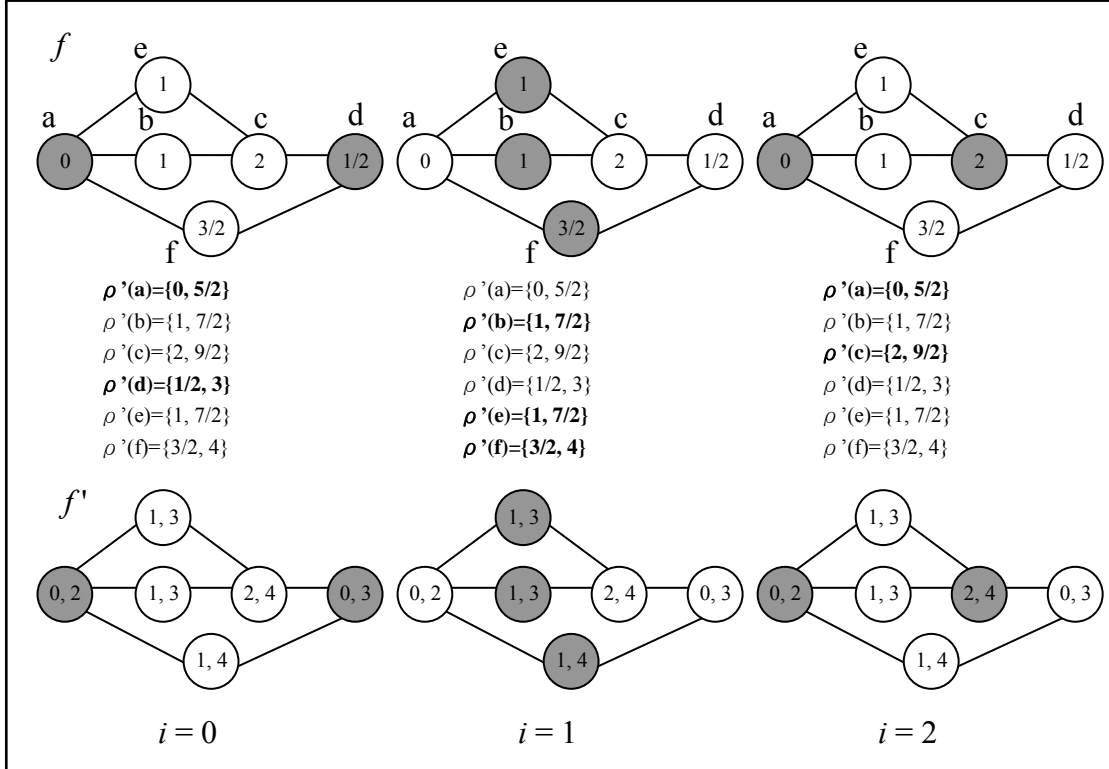 f
e e e
a b c d a b c d a b c d
1 1 1
0 1 2 1/2 0 1 2 1/2 0 1 2 1/2
3/2 3/2 3/2
f f f
ρ'(a)={0, 5/2} ρ'(a)={0, 5/2} ρ'(a)={0, 5/2}
ρ'(b)={1, 7/2} ρ'(b)={1, 7/2} ρ'(b)={1, 7/2}
ρ'(c)={2, 9/2} ρ'(c)={2, 9/2} ρ'(c)={2, 9/2}
ρ'(d)={1/2, 3} ρ'(d)={1/2, 3} ρ'(d)={1/2, 3}
ρ'(e)={1, 7/2} ρ'(e)={1, 7/2} ρ'(e)={1, 7/2}
ρ'(f)={3/2, 4} ρ'(f)={3/2, 4} ρ'(f)={3/2, 4}
f'
1, 3 1, 3 1, 3
0, 2 1, 3 2, 4 0, 3 0, 2 1, 3 2, 4 0, 3 0, 2 1, 3 2, 4 0, 3
1, 4 1, 4 1, 4
i = 0 i = 1 i = 2